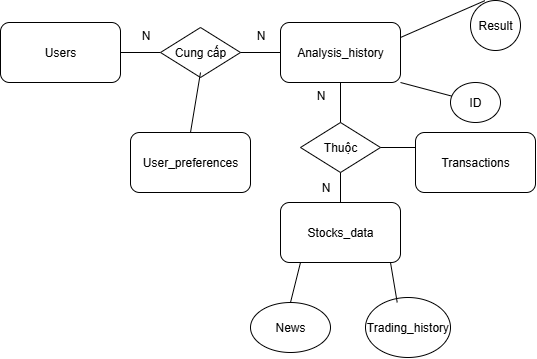 Result
N
N
Users
Cung cấp
Analysis_history
N
ID
Thuộc
User_preferences
Transactions
N
Stocks_data
News
Trading_history